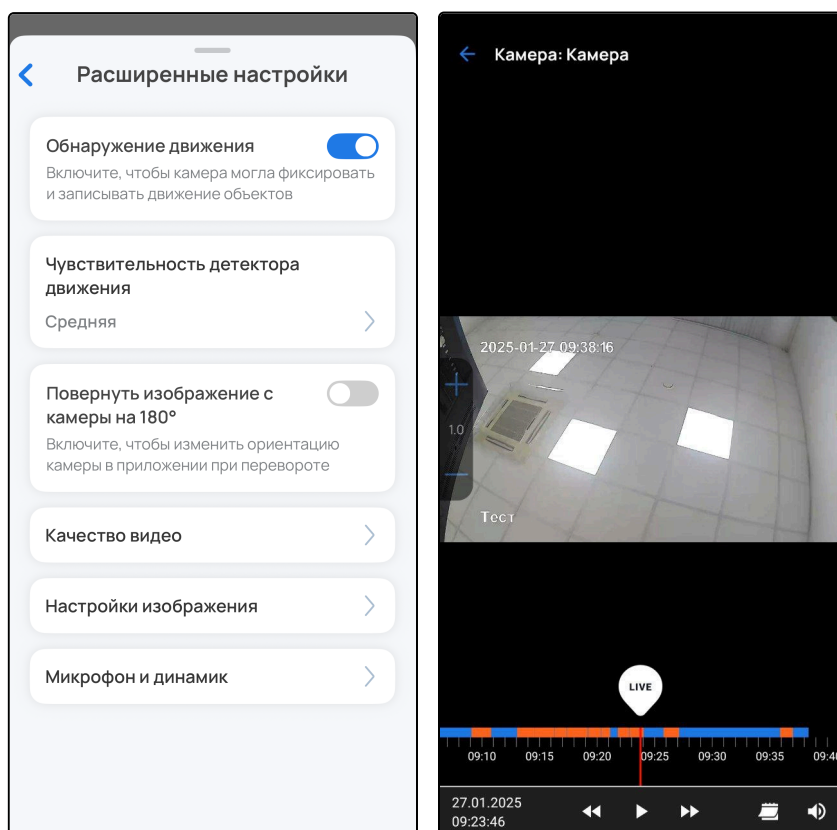 Расширенные настройки
Обнаружение движения
Включите, чтобы камера могла фиксировать
и записывать движение объектов
Чувствительность детектора
движения
Средняя
Повернуть изображение с
камеры на 180°
Включите, чтобы изменить ориентацию
камеры в приложении при перевороте
Качество видео
Настройки изображения
Микрофон и динамик
Камера: Камера
2025-01-27 09:38:16
1.0
Тест
LIVE
09:10 09:15 09:20 09:25 09:30 09:35 09:40
27.01.2025
09:23:46